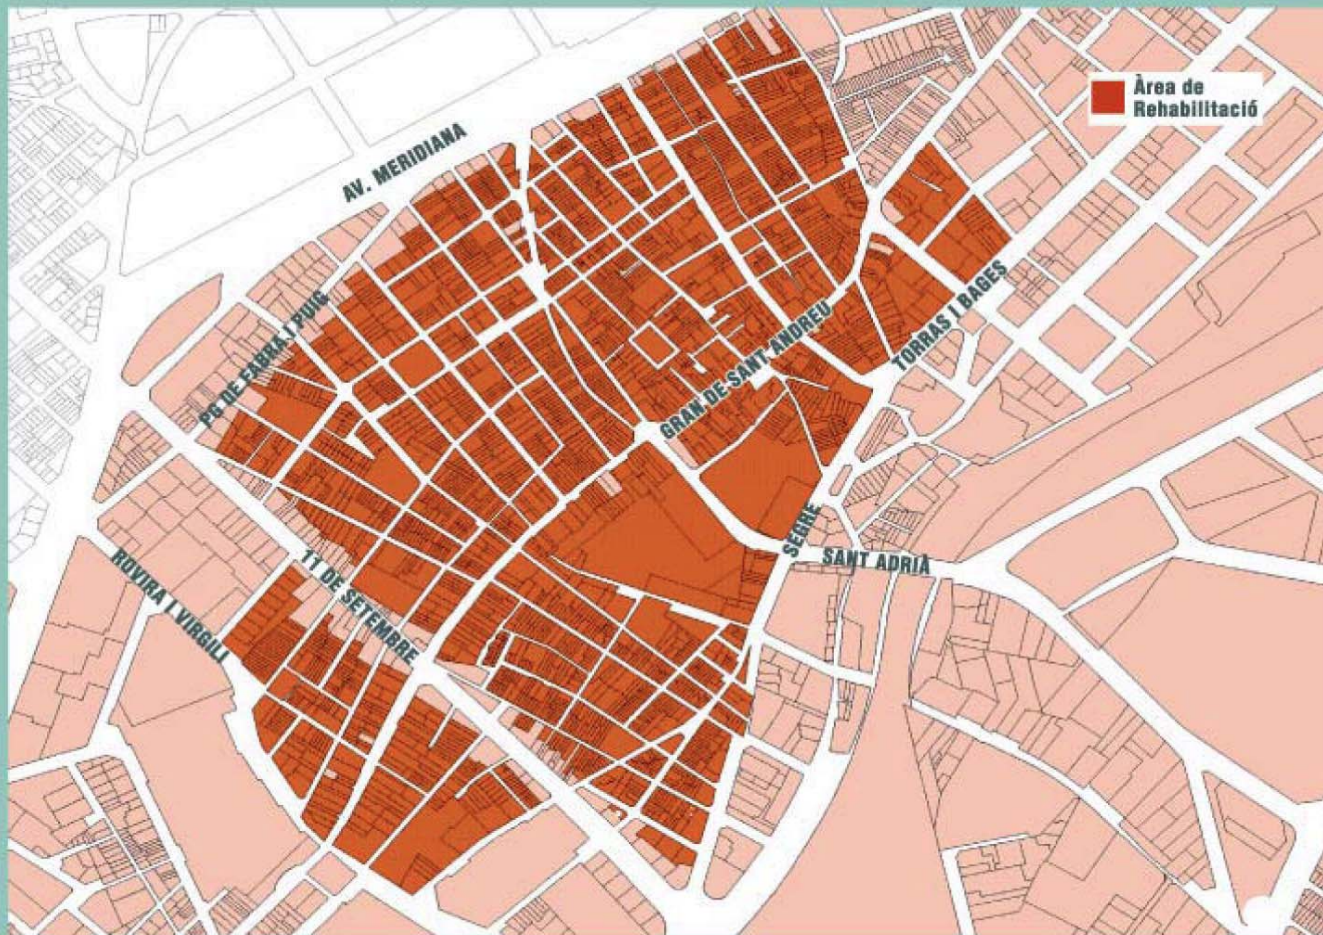 Àrea de
Rehabilitació
AV. MERIDIANA
PG DE FABRA I PUIG
GRAN DE SANT ANDREU
TORRAS I BAGES
SEGRE
SANT ADRIÀ
11 DE SETEMBRE
ROVIRA I VIRGILI